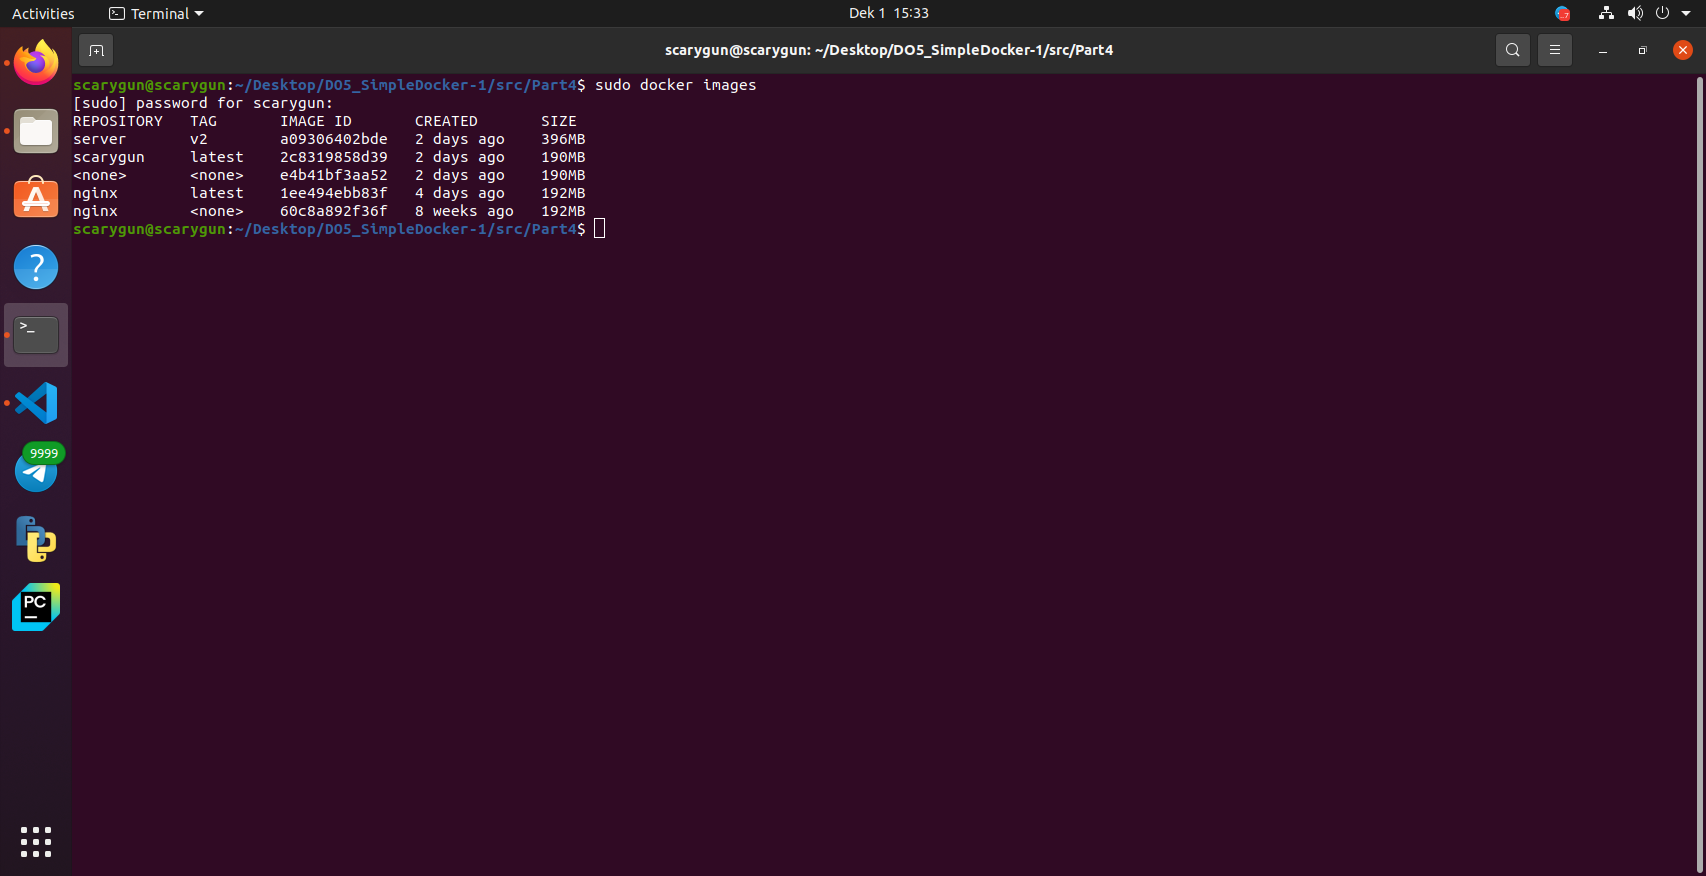 Activities Terminal Dek 1 15:33
scarygun@scarygun: ~/Desktop/DO5_SimpleDocker-1/src/Part4
scarygun@scarygun:~/Desktop/DO5_SimpleDocker-1/src/Part4$ sudo docker images
[sudo] password for scarygun:
REPOSITORY TAG IMAGE ID CREATED SIZE
server v2 a09306402bde 2 days ago 396MB
scarygun latest 2c8319858d39 2 days ago 190MB
<none> <none> e4b41bf3aa52 2 days ago 190MB
nginx latest 1ee494ebb83f 4 days ago 192MB
nginx <none> 60c8a892f36f 8 weeks ago 192MB
scarygun@scarygun:~/Desktop/DO5_SimpleDocker-1/src/Part4$
>_
9999
PC